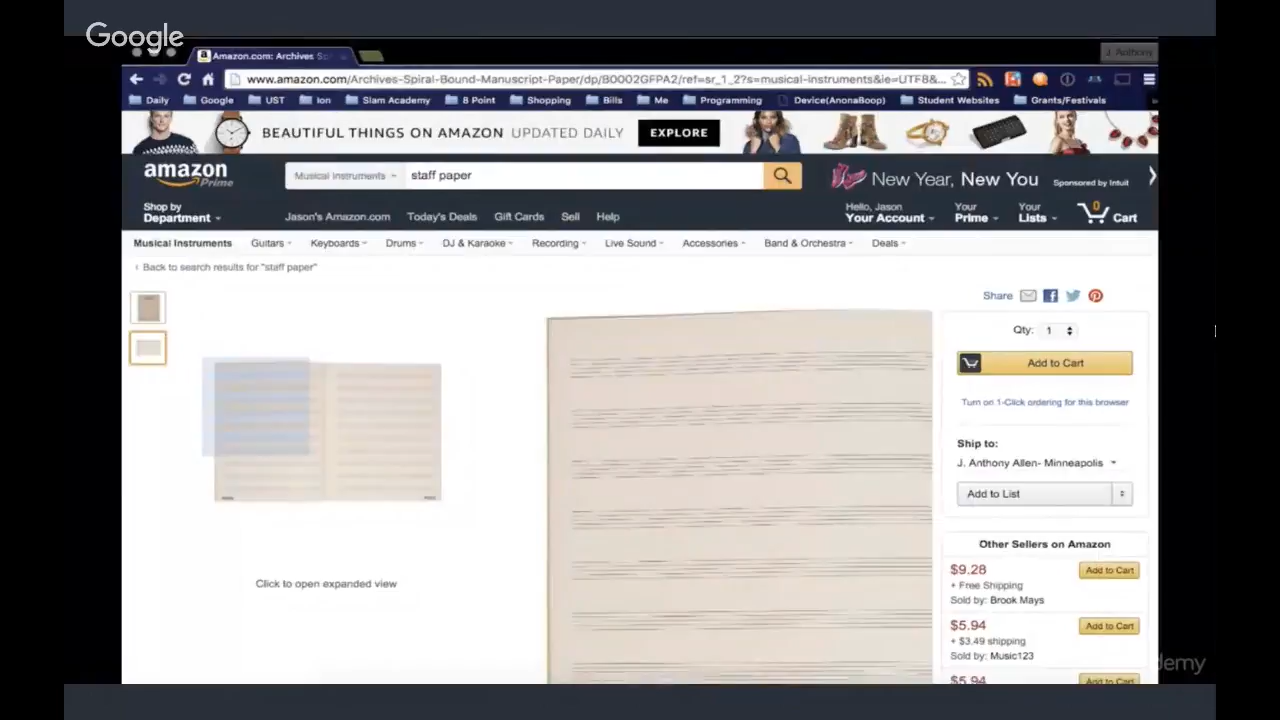 Google
Amazon.com: Archives Sp
J. Anthony
www.amazon.com/Archives-Spiral-Bound-Manuscript-Paper/dp/B0002GFPA2/ref=sr_1_2?s=musical-instruments&ie=UTF8&...
Daily Google UST Ion Slam Academy 8 Point Shopping Bills Me Programming Device(AnonaBoop) Student Websites Grants/Festivals
BEAUTIFUL THINGS ON AMAZON UPDATED DAILY EXPLORE
amazon Prime
Musical Instruments staff paper
New Year, New You Sponsored by Intuit
Shop by Department
Jason's Amazon.com Today's Deals Gift Cards Sell Help
Hello, Jason
Your Account
Your Prime
Your Lists
0 Cart
Musical Instruments Guitars Keyboards Drums DJ & Karaoke Recording Live Sound Accessories Band & Orchestra Deals
Back to search results for "staff paper"
Share
Qty: 1
Add to Cart
Turn on 1-Click ordering for this browser
Ship to:
J. Anthony Allen- Minneapolis
Add to List
Click to open expanded view
Other Sellers on Amazon
$9.28 Add to Cart
+ Free Shipping
Sold by: Brook Mays
$5.94 Add to Cart
+ $3.49 shipping
Sold by: Music123
$5.94 Add to Cart
demy